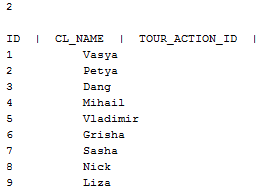 2
ID | CL_NAME | TOUR_ACTION_ID |
1 Vasya
2 Petya
3 Dang
4 Mihail
5 Vladimir
6 Grisha
7 Sasha
8 Nick
9 Liza